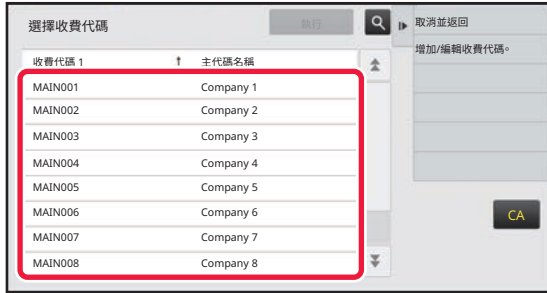 選擇收費代碼
執行
取消並返回
增加/編輯收費代碼。
收費代碼 1 主代碼名稱
MAIN001 Company 1
MAIN002 Company 2
MAIN003 Company 3
MAIN004 Company 4
MAIN005 Company 5
MAIN006 Company 6
MAIN007 Company 7
MAIN008 Company 8
CA